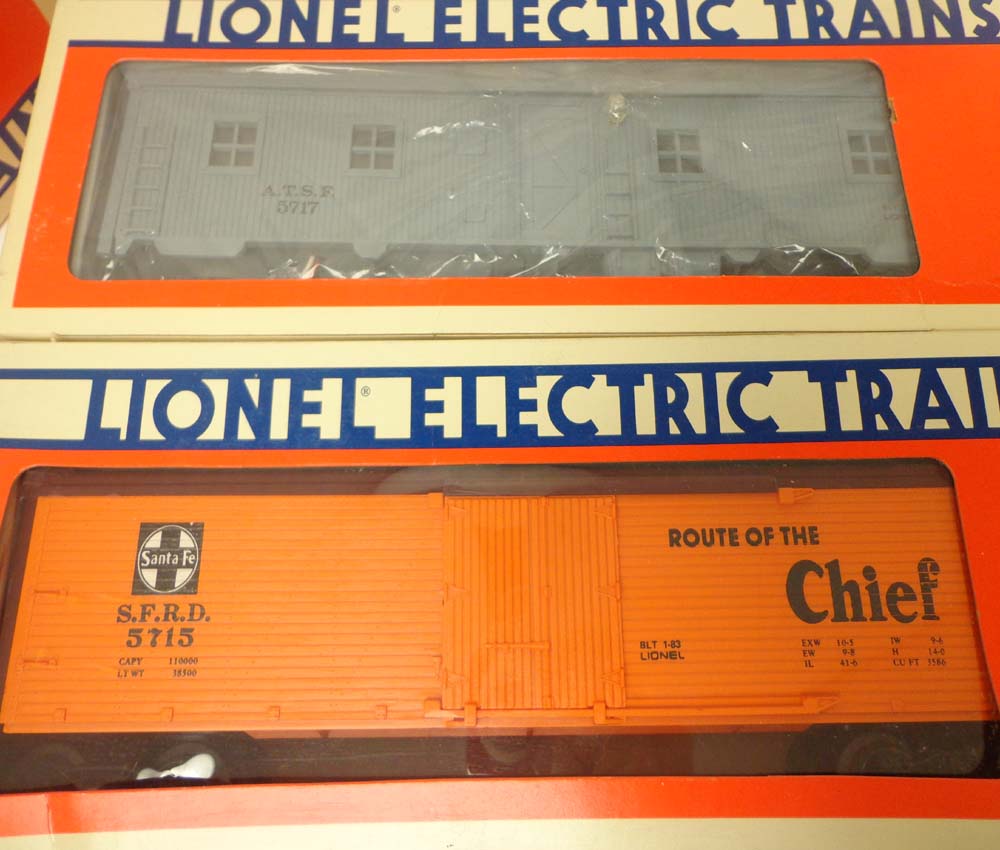 LIONEL® ELECTRIC TRAINS
A.T.S.F.
5717
LIONEL® ELECTRIC TRAI
Santa Fe
S.F.R.D.
5715
CAPY 110000
LT WT 38500
ROUTE OF THE
Chief
BLT 1-83
LIONEL
EXW 10-5 IW 9-6
EW 9-8 H 14-0
IL 41-6 CU FT 3586